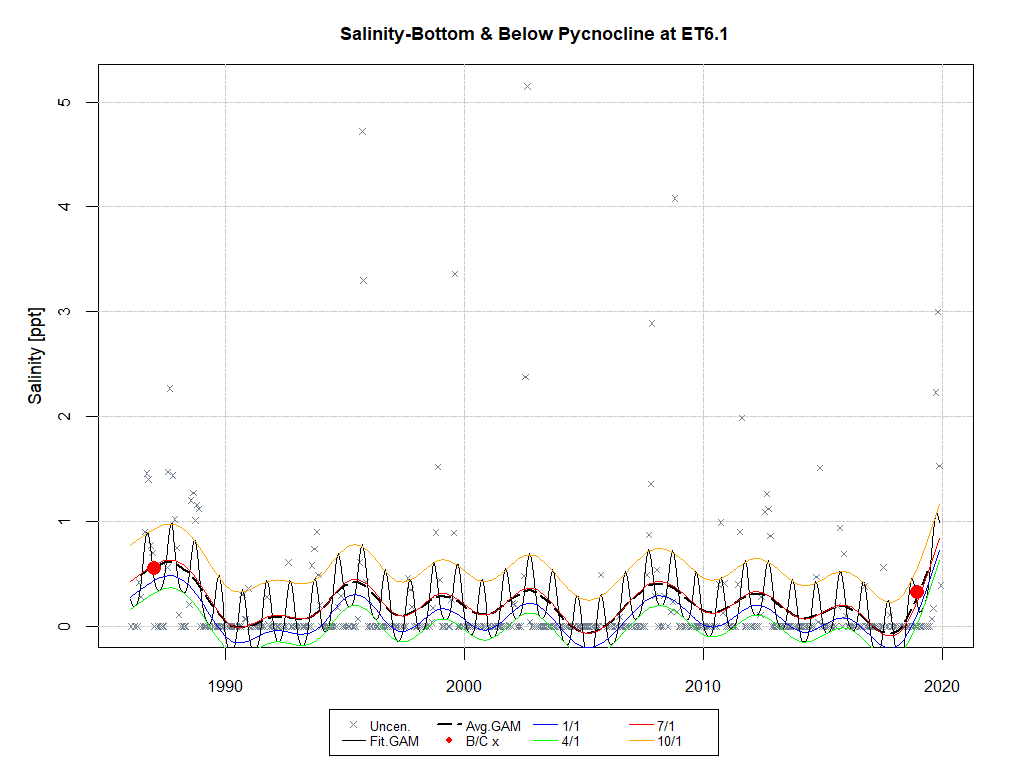 Salinity-Bottom & Below Pycnocline at ET6.1
Salinity [ppt]
5
4
3
2
1
0
1990 2000 2010 2020
Uncen. Avg.GAM 1/1 7/1
Fit.GAM B/C x 4/1 10/1